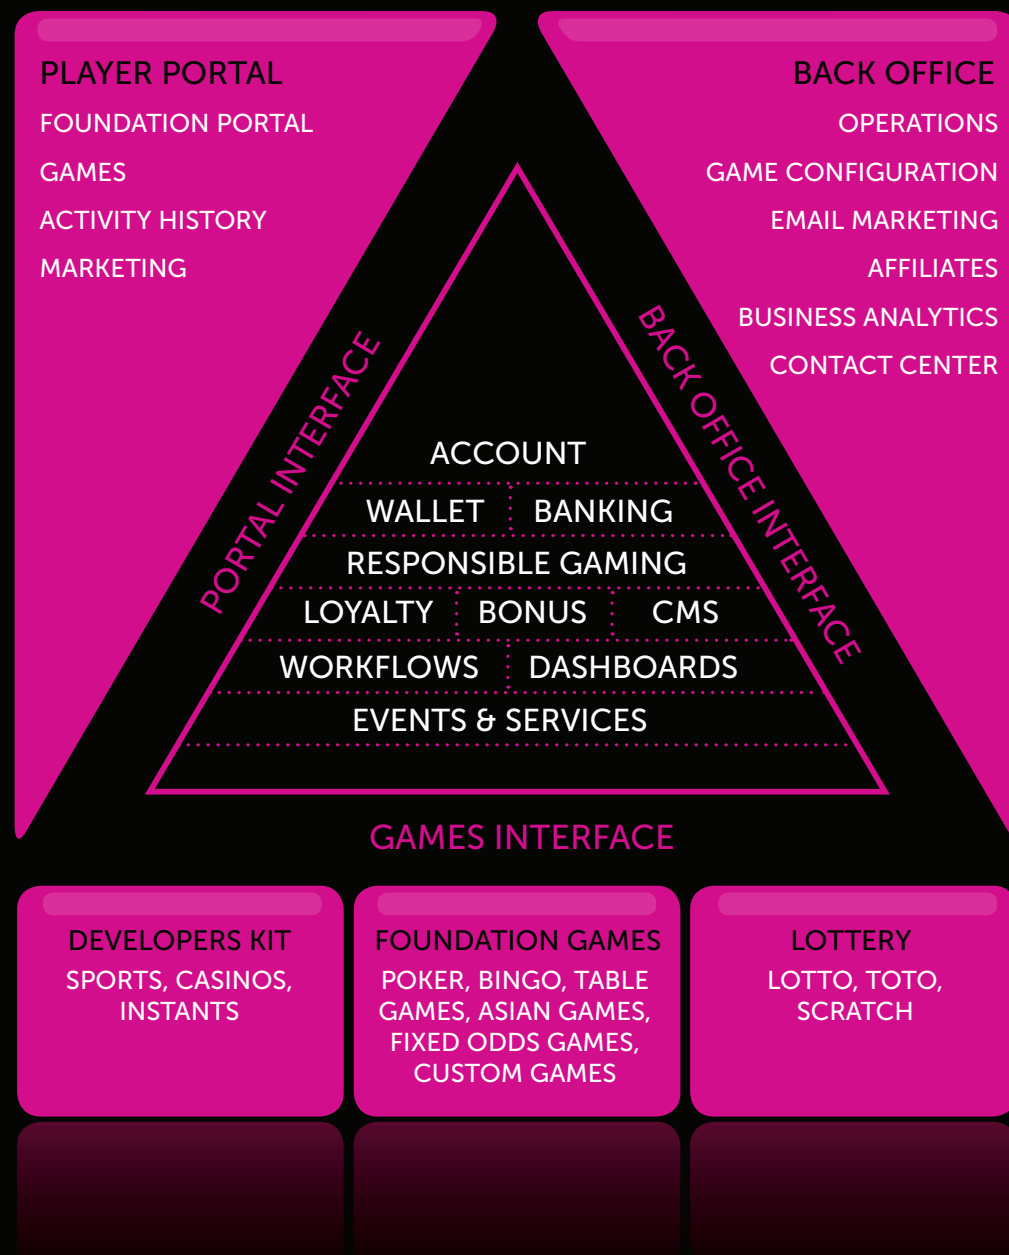 PLAYER PORTAL
FOUNDATION PORTAL
GAMES
ACTIVITY HISTORY
MARKETING
BACK OFFICE
OPERATIONS
GAME CONFIGURATION
EMAIL MARKETING
AFFILIATES
BUSINESS ANALYTICS
CONTACT CENTER
PORTAL INTERFACE
BACK OFFICE INTERFACE
ACCOUNT
WALLET BANKING
RESPONSIBLE GAMING
LOYALTY BONUS CMS
WORKFLOWS DASHBOARDS
EVENTS & SERVICES
GAMES INTERFACE
DEVELOPERS KIT
SPORTS, CASINOS,
INSTANTS
FOUNDATION GAMES
POKER, BINGO, TABLE
GAMES, ASIAN GAMES,
FIXED ODDS GAMES,
CUSTOM GAMES
LOTTERY
LOTTO, TOTO,
SCRATCH